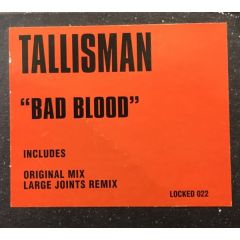 TALLISMAN
"BAD BLOOD"
INCLUDES
ORIGINAL MIX
LARGE JOINTS REMIX
LOCKED 022